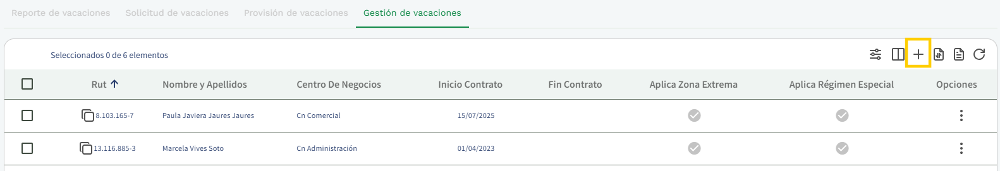 Reporte de vacaciones Solicitud de vacaciones Provisión de vacaciones Gestión de vacaciones
Seleccionados 0 de 6 elementos
Rut Nombre y Apellidos Centro De Negocios Inicio Contrato Fin Contrato Aplica Zona Extrema Aplica Régimen Especial Opciones
8.103.165-7 Paula Javiera Jaures Jaures Cn Comercial 15/07/2025
13.116.885-3 Marcela Vives Soto Cn Administración 01/04/2023